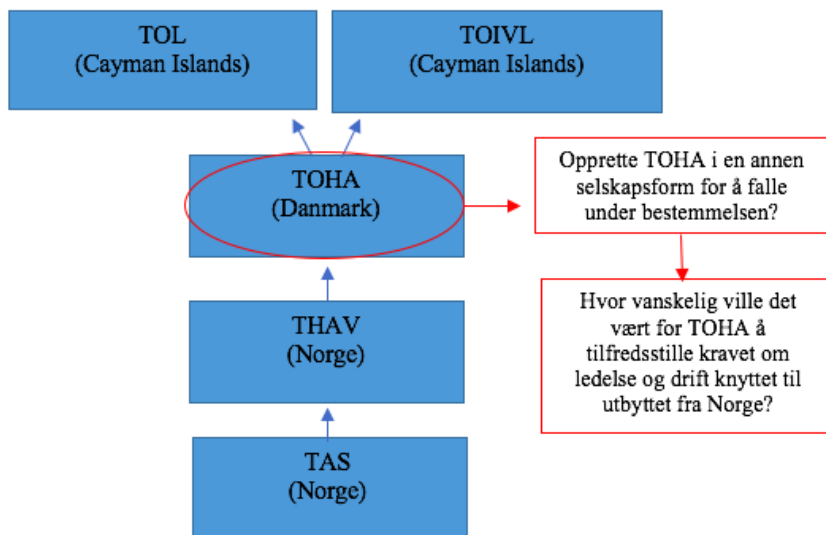 TOL
(Cayman Islands)
TOIVL
(Cayman Islands)
TOHA
(Danmark)
Opprette TOHA i en annen
selskapsform for å falle
under bestemmelsen?
THAV
(Norge)
Hvor vanskelig ville det
vært for TOHA å
tilfredsstille kravet om
ledelse og drift knyttet til
utbyttet fra Norge?
TAS
(Norge)